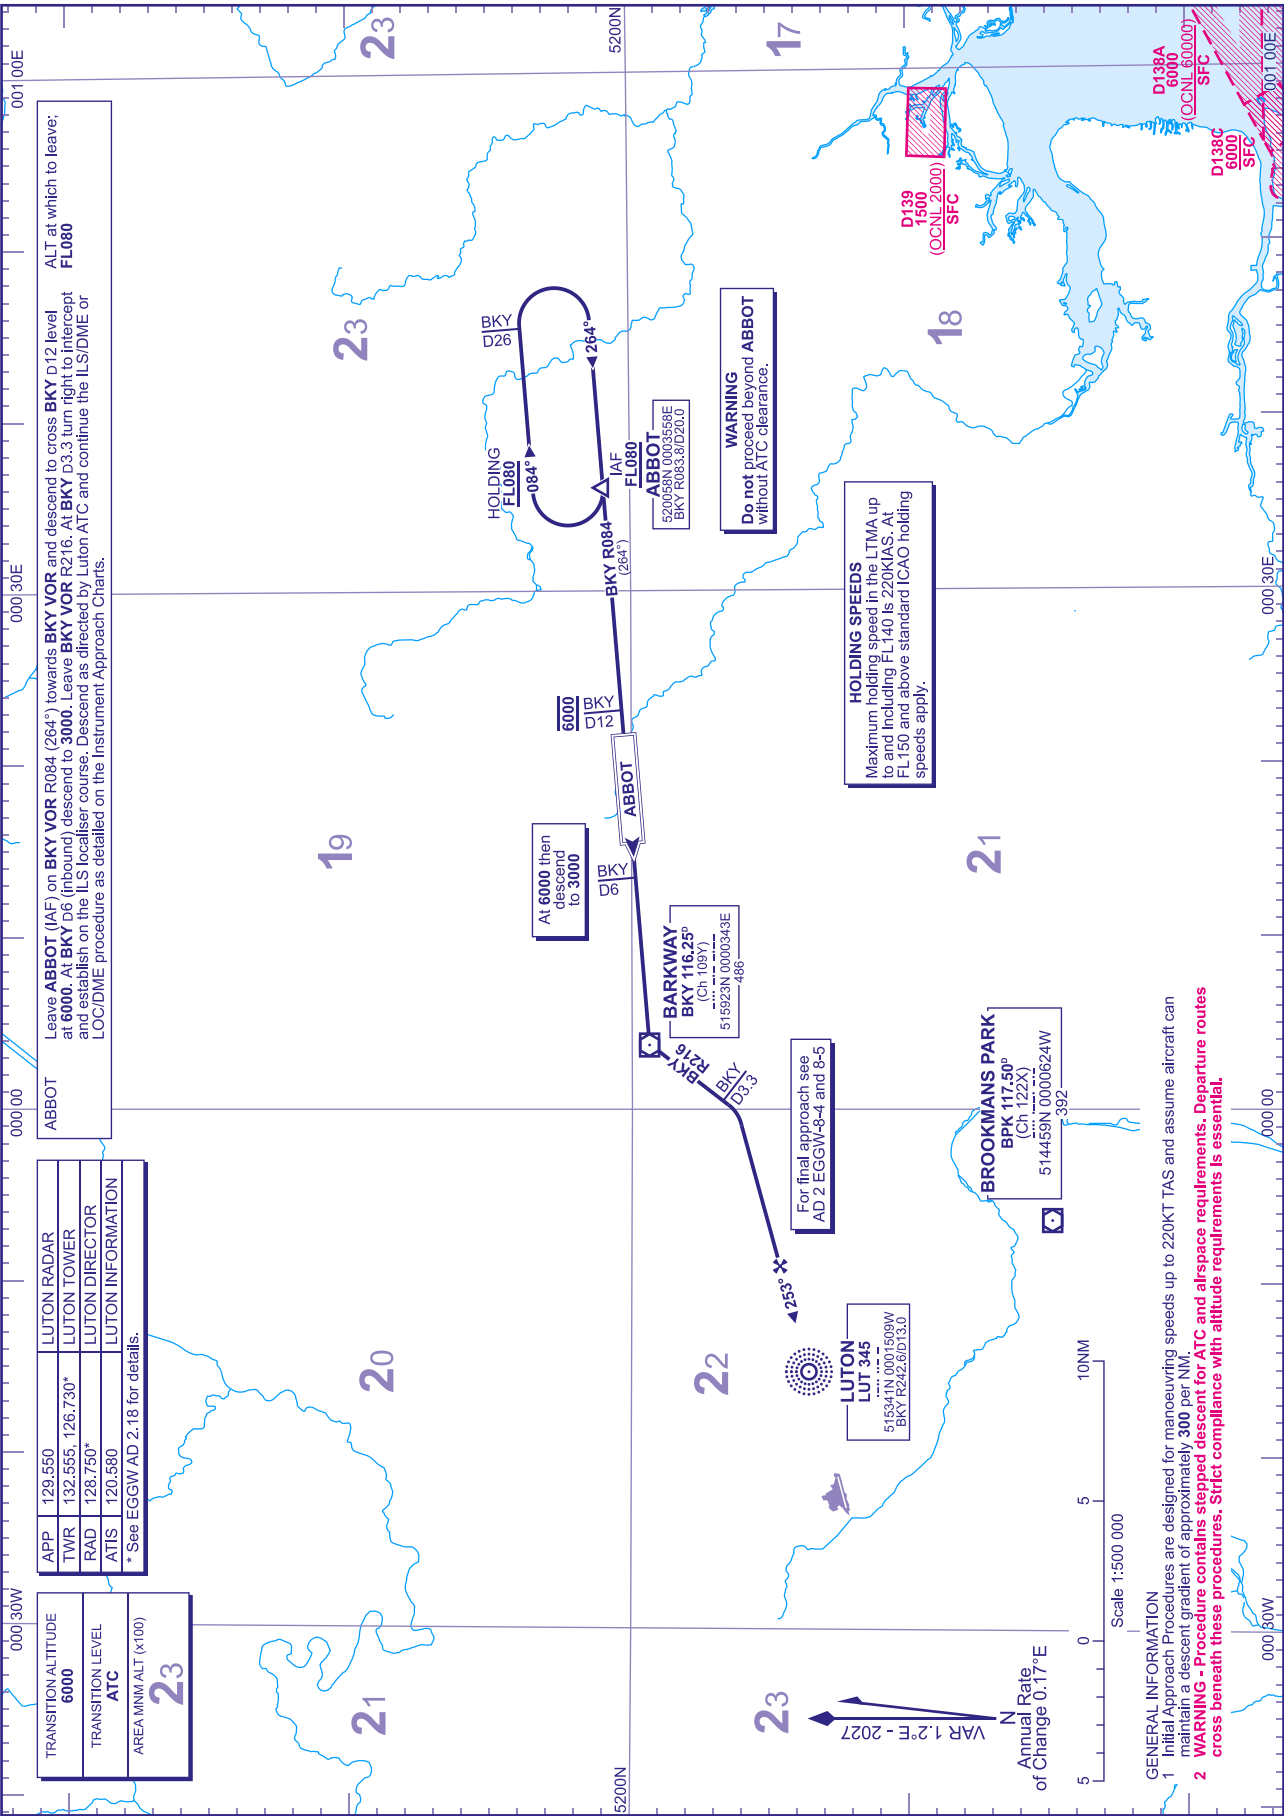 TRANSITION ALTITUDE
6000
TRANSITION LEVEL
ATC
AREA MNM ALT (x100)
23
APP 129.550 LUTON RADAR
TWR 132.555, 126.730* LUTON TOWER
RAD 128.750* LUTON DIRECTOR
ATIS 120.580 LUTON INFORMATION
* See EGGW AD 2.18 for details.
ABBOT
Leave ABBOT (IAF) on BKY VOR R084 (264°) towards BKY VOR and descend to cross BKY D12 level
at 6000. At BKY D6 (inbound) descend to 3000. Leave BKY VOR R216. At BKY D3.3 turn right to intercept
and establish on the ILS localiser course. Descend as directed by Luton ATC and continue the ILS/DME or
LOC/DME procedure as detailed on the Instrument Approach Charts.
ALT at which to leave;
FL080
000 30W
000 00
000 30E
001 00E
21
20
19
23
23
HOLDING
FL080
084°
BKY
D26
264°
IAF
FL080
ABBOT
520058N 0003558E
BKY R083.8/D20.0
BKY R084
(264°)
6000
BKY
D12
ABBOT
At 6000 then
descend
to 3000
BKY
D6
5200N
5200N
BARKWAY
BKY 116.25ᴰ
(Ch 109Y)
515923N 0000343E
486
BKY
R216
BKY
D3.3
WARNING
Do not proceed beyond ABBOT
without ATC clearance.
For final approach see
AD 2 EGGW-8-4 and 8-5
253°
23
22
21
18
17
LUTON
LUT 345
515341N 0001509W
BKY R242.6/D13.0
HOLDING SPEEDS
Maximum holding speed in the LTMA up
to and Including FL140 Is 220KIAS. At
FL150 and above standard ICAO holding
speeds apply.
D139
1500
(OCNL 2000)
SFC
D138A
6000
(OCNL 60000)
SFC
D138C
6000
SFC
BROOKMANS PARK
BPK 117.50ᴰ
(Ch 122X)
514459N 0000624W
392
VAR 1.2°E - 2027
N
Annual Rate
of Change 0.17°E
5 0 5 10NM
Scale 1:500 000
GENERAL INFORMATION
1 Initial Approach Procedures are designed for manoeuvring speeds up to 220KT TAS and assume aircraft can
maintain a descent gradient of approximately 300 per NM.
2 WARNING - Procedure contains stepped descent for ATC and airspace requirements. Departure routes
cross beneath these procedures. Strict compliance with altitude requirements is essential.
000 30W
000 00
000 30E
001 00E